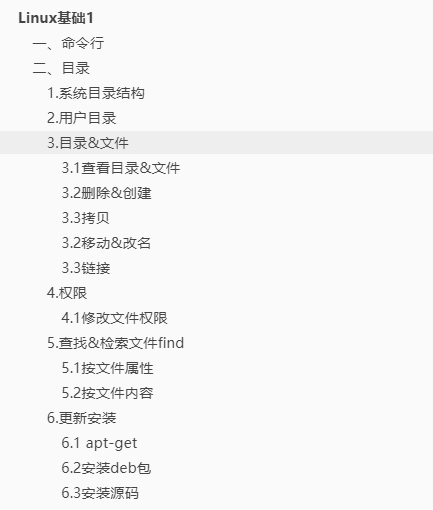 Linux基础1
一、命令行
二、目录
1.系统目录结构
2.用户目录
3.目录&文件
3.1查看目录&文件
3.2删除&创建
3.3拷贝
3.2移动&改名
3.3链接
4.权限
4.1修改文件权限
5.查找&检索文件find
5.1按文件属性
5.2按文件内容
6.更新安装
6.1 apt-get
6.2安装deb包
6.3安装源码